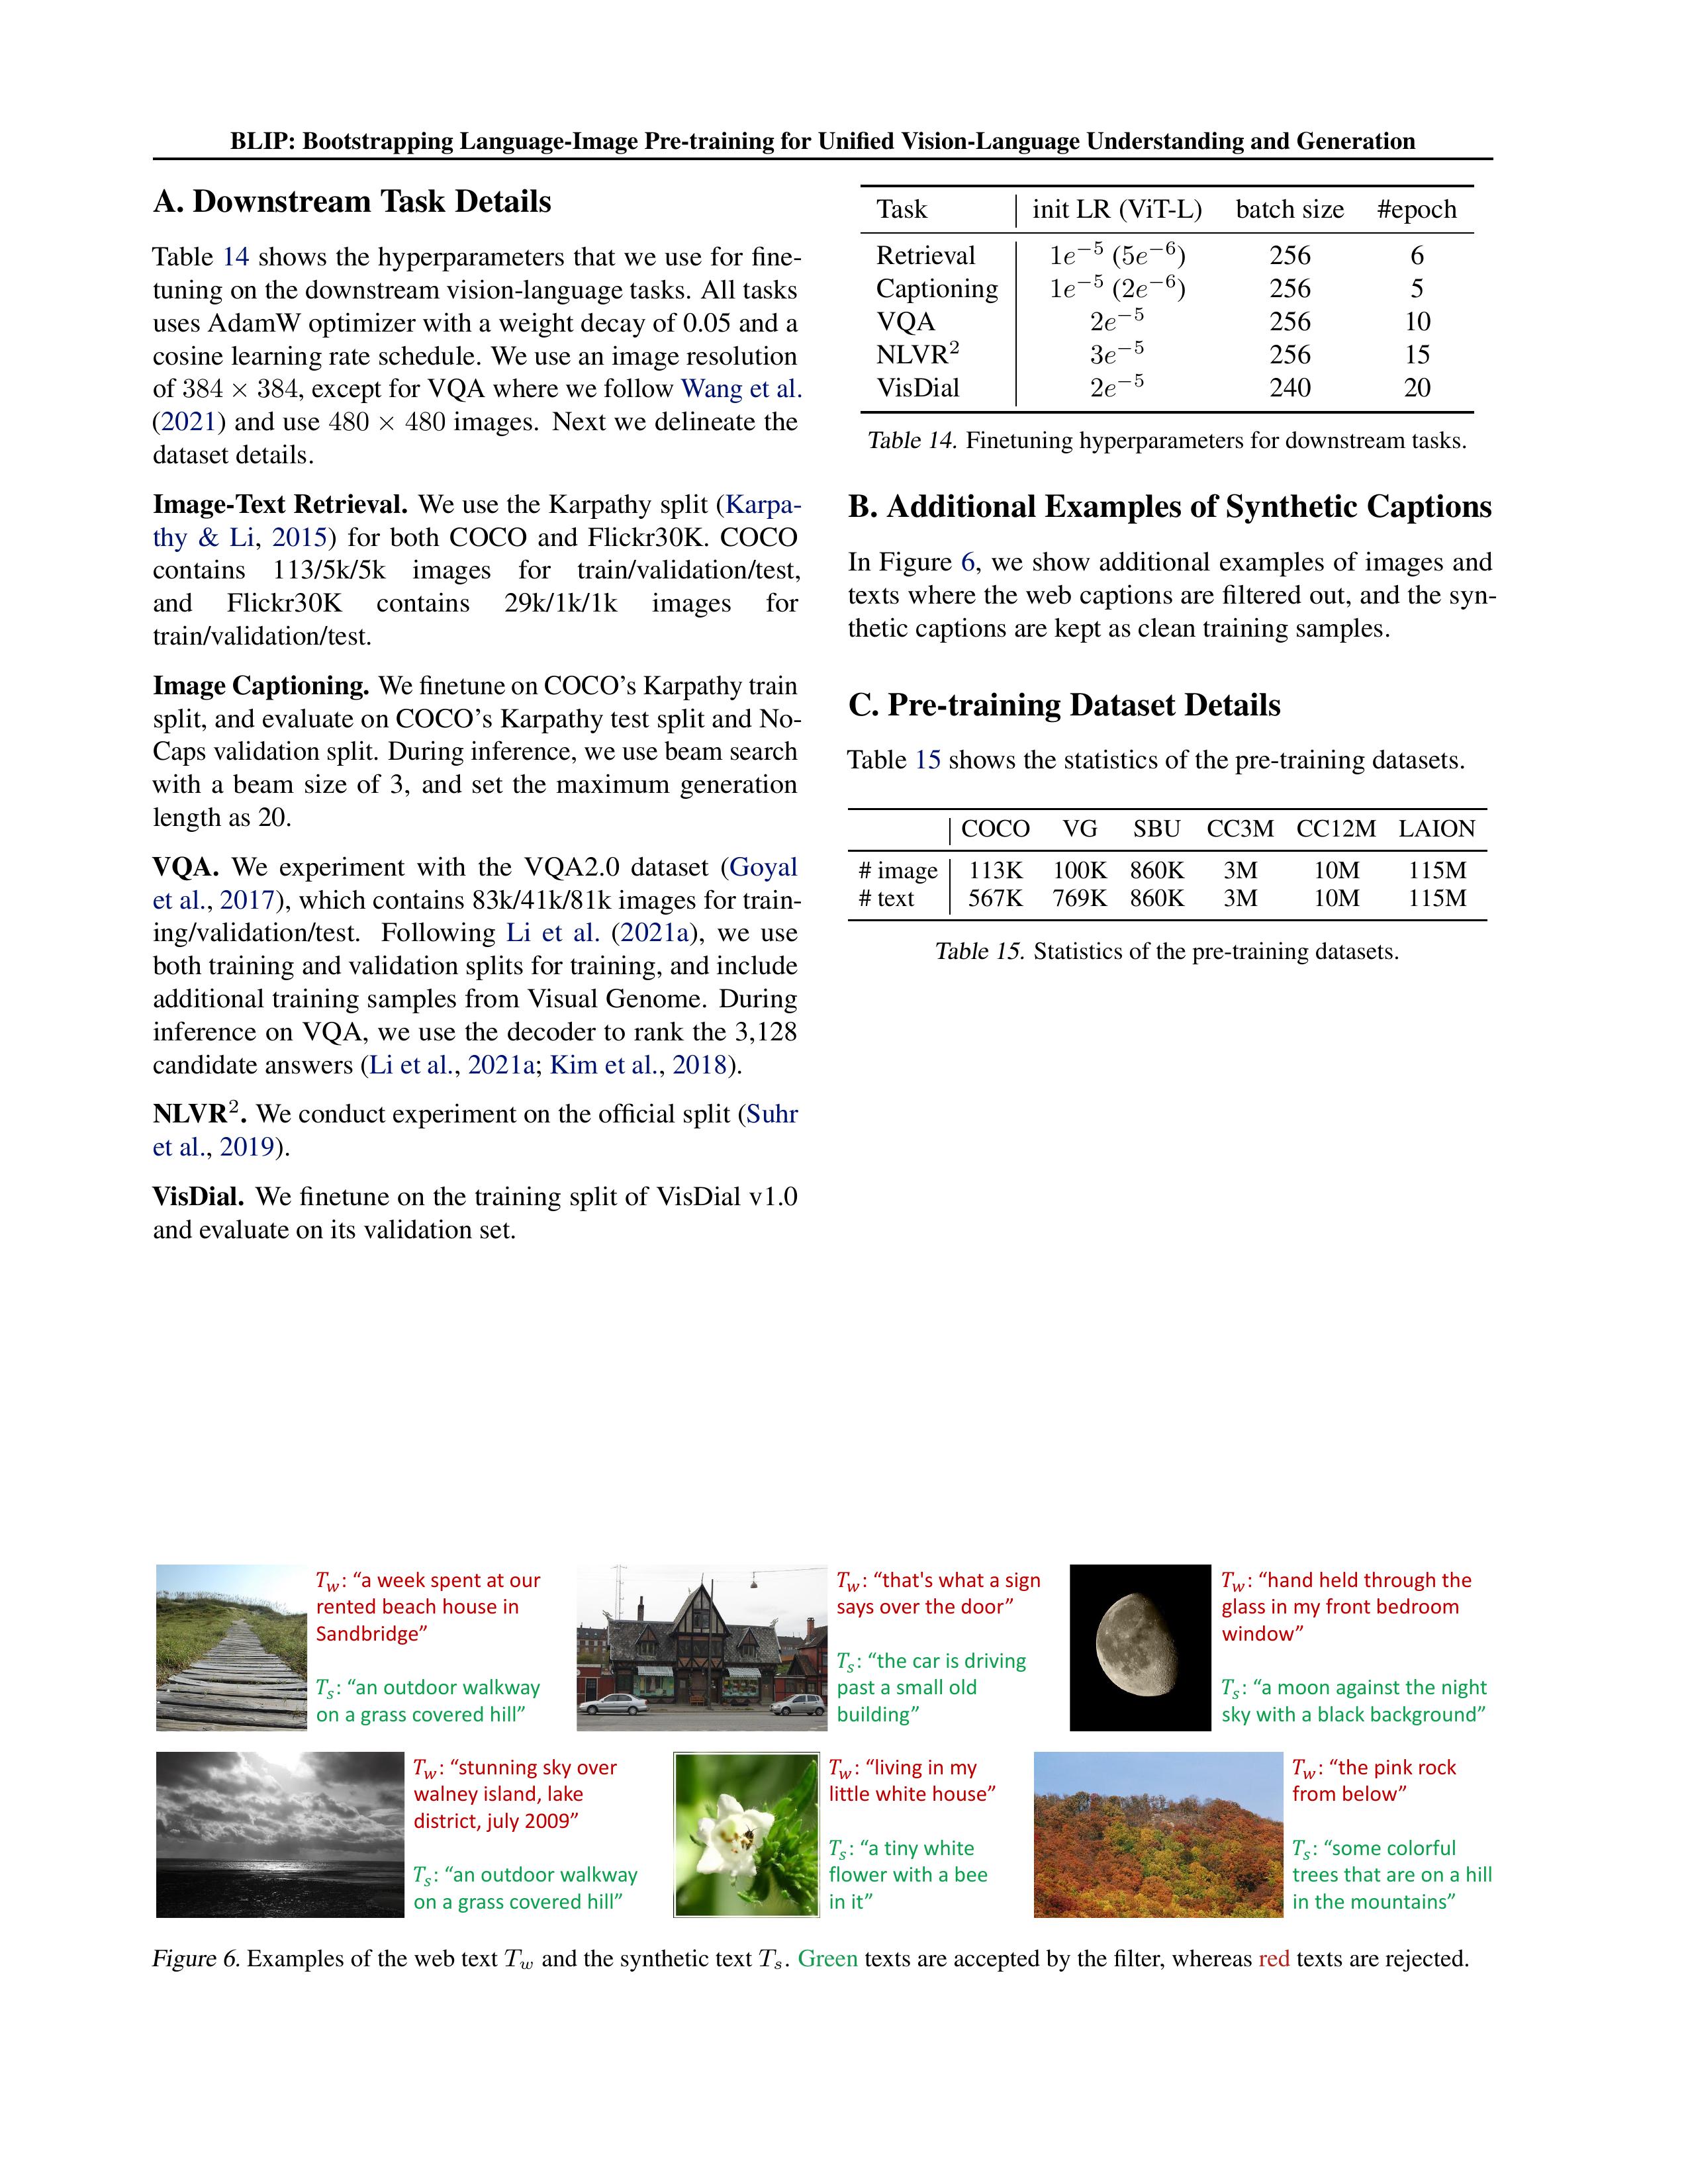 BLIP: Bootstrapping Language-Image Pre-training for Unified Vision-Language Understanding and Generation
A. Downstream Task Details
Table 14 shows the hyperparameters that we use for fine-
tuning on the downstream vision-language tasks. All tasks
uses AdamW optimizer with a weight decay of 0.05 and a
cosine learning rate schedule. We use an image resolution
of 384 × 384, except for VQA where we follow Wang et al.
(2021) and use 480 × 480 images. Next we delineate the
dataset details.
Image-Text Retrieval. We use the Karpathy split (Karpa-
thy & Li, 2015) for both COCO and Flickr30K. COCO
contains 113/5k/5k images for train/validation/test,
and Flickr30K contains 29k/1k/1k images for
train/validation/test.
Image Captioning. We finetune on COCO's Karpathy train
split, and evaluate on COCO's Karpathy test split and No-
Caps validation split. During inference, we use beam search
with a beam size of 3, and set the maximum generation
length as 20.
VQA. We experiment with the VQA2.0 dataset (Goyal
et al., 2017), which contains 83k/41k/81k images for train-
ing/validation/test. Following Li et al. (2021a), we use
both training and validation splits for training, and include
additional training samples from Visual Genome. During
inference on VQA, we use the decoder to rank the 3,128
candidate answers (Li et al., 2021a; Kim et al., 2018).
NLVR². We conduct experiment on the official split (Suhr
et al., 2019).
VisDial. We finetune on the training split of VisDial v1.0
and evaluate on its validation set.
Task init LR (ViT-L) batch size #epoch
Retrieval 1e⁻⁵ (5e⁻⁶) 256 6
Captioning 1e⁻⁵ (2e⁻⁶) 256 5
VQA 2e⁻⁵ 256 10
NLVR² 3e⁻⁵ 256 15
VisDial 2e⁻⁵ 240 20
Table 14. Finetuning hyperparameters for downstream tasks.
B. Additional Examples of Synthetic Captions
In Figure 6, we show additional examples of images and
texts where the web captions are filtered out, and the syn-
thetic captions are kept as clean training samples.
C. Pre-training Dataset Details
Table 15 shows the statistics of the pre-training datasets.
COCO VG SBU CC3M CC12M LAION
# image 113K 100K 860K 3M 10M 115M
# text 567K 769K 860K 3M 10M 115M
Table 15. Statistics of the pre-training datasets.
T_w: “a week spent at our
rented beach house in
Sandbridge”
T_s: “an outdoor walkway
on a grass covered hill”
T_w: “that's what a sign
says over the door”
T_s: “the car is driving
past a small old
building”
T_w: “hand held through the
glass in my front bedroom
window”
T_s: “a moon against the night
sky with a black background”
T_w: “stunning sky over
walney island, lake
district, july 2009”
T_s: “an outdoor walkway
on a grass covered hill”
T_w: “living in my
little white house”
T_s: “a tiny white
flower with a bee
in it”
T_w: “the pink rock
from below”
T_s: “some colorful
trees that are on a hill
in the mountains”
Figure 6. Examples of the web text T_w and the synthetic text T_s. Green texts are accepted by the filter, whereas red texts are rejected.